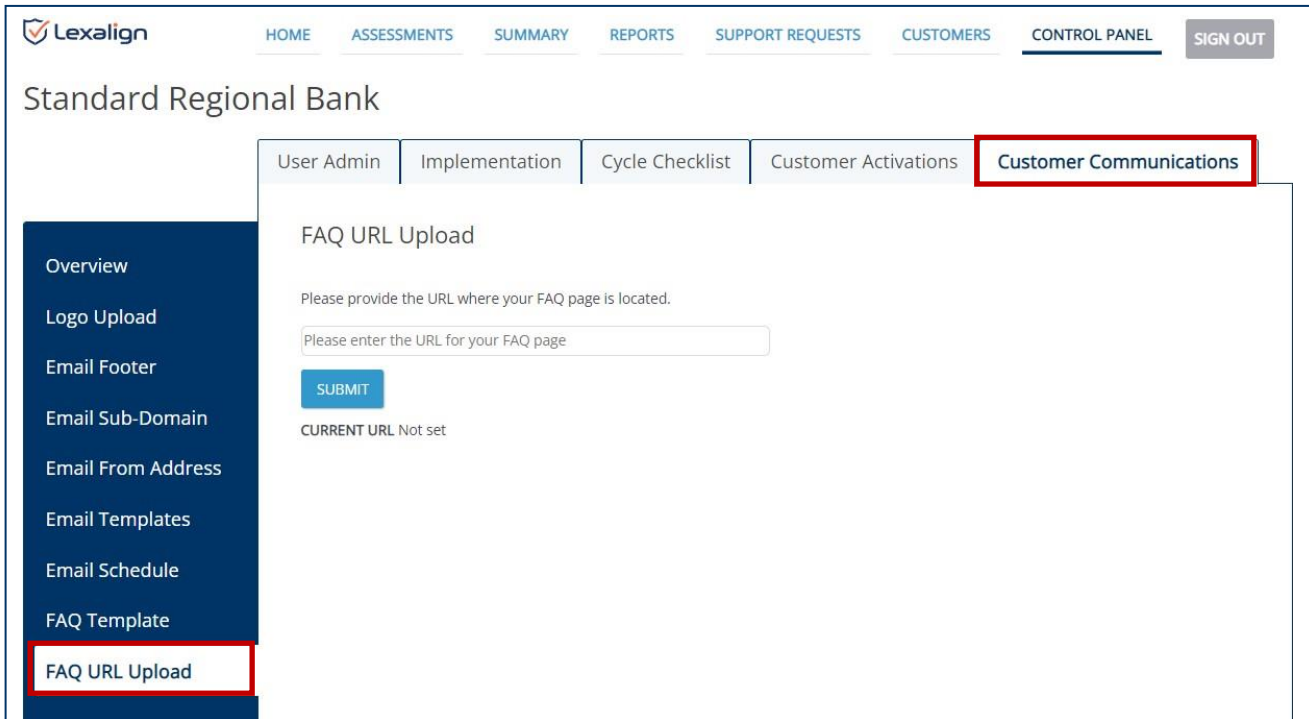 Lexalign
HOME ASSESSMENTS SUMMARY REPORTS SUPPORT REQUESTS CUSTOMERS CONTROL PANEL SIGN OUT
Standard Regional Bank
User Admin Implementation Cycle Checklist Customer Activations Customer Communications
Overview
Logo Upload
Email Footer
Email Sub-Domain
Email From Address
Email Templates
Email Schedule
FAQ Template
FAQ URL Upload
FAQ URL Upload
Please provide the URL where your FAQ page is located.
Please enter the URL for your FAQ page
SUBMIT
CURRENT URL Not set